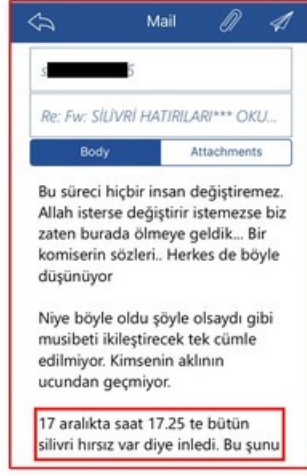 Mail
Re: Fw: SİLİVRİ HATIRILARI*** OKU...
Body Attachments
Bu süreci hiçbir insan değiştiremez.
Allah isterse değiştirir istemezse biz
zaten burada ölmeye geldik... Bir
komiserin sözleri.. Herkes de böyle
düşünüyor
Niye böyle oldu şöyle olsaydı gibi
musibeti ikileştirecek tek cümle
edilmiyor. Kimsenin aklının
ucundan geçmiyor.
17 aralıkta saat 17.25 te bütün
silivri hırsız var diye inledi. Bu şunu